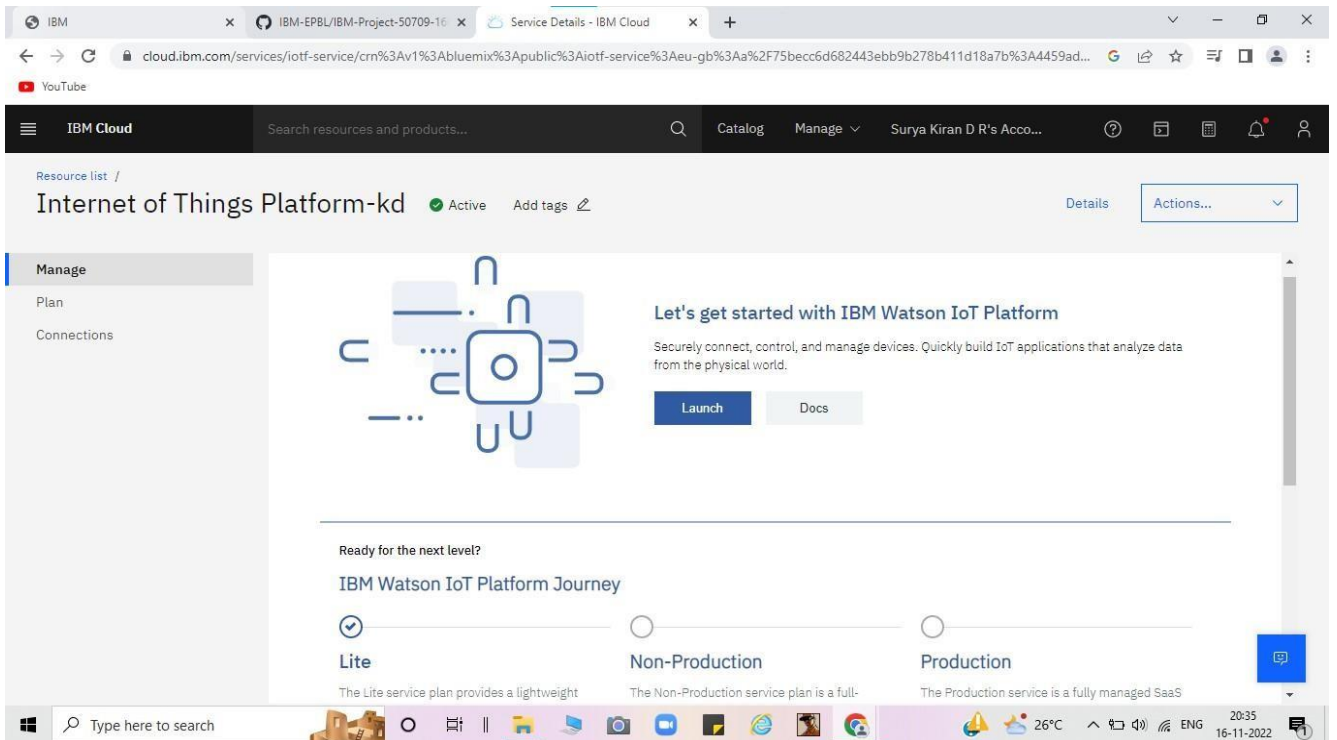 IBM
IBM-EPBL/IBM-Project-50709-16
Service Details - IBM Cloud
cloud.ibm.com/services/iotf-service/crn%3Av1%3Abluemix%3Apublic%3Aiotf-service%3Aeu-gb%3Aa%2F75becc6d682443ebb9b278b411d18a7b%3A4459ad...
YouTube
IBM Cloud
Search resources and products...
Catalog
Manage
Surya Kiran D R's Acco...
Resource list /
Internet of Things Platform-kd
Active
Add tags
Details
Actions...
Manage
Plan
Connections
Let's get started with IBM Watson IoT Platform
Securely connect, control, and manage devices. Quickly build IoT applications that analyze data
from the physical world.
Launch
Docs
Ready for the next level?
IBM Watson IoT Platform Journey
Lite
Non-Production
Production
The Lite service plan provides a lightweight
The Non-Production service plan is a full-
The Production service is a fully managed SaaS
Type here to search
26°C
ENG
20:35
16-11-2022